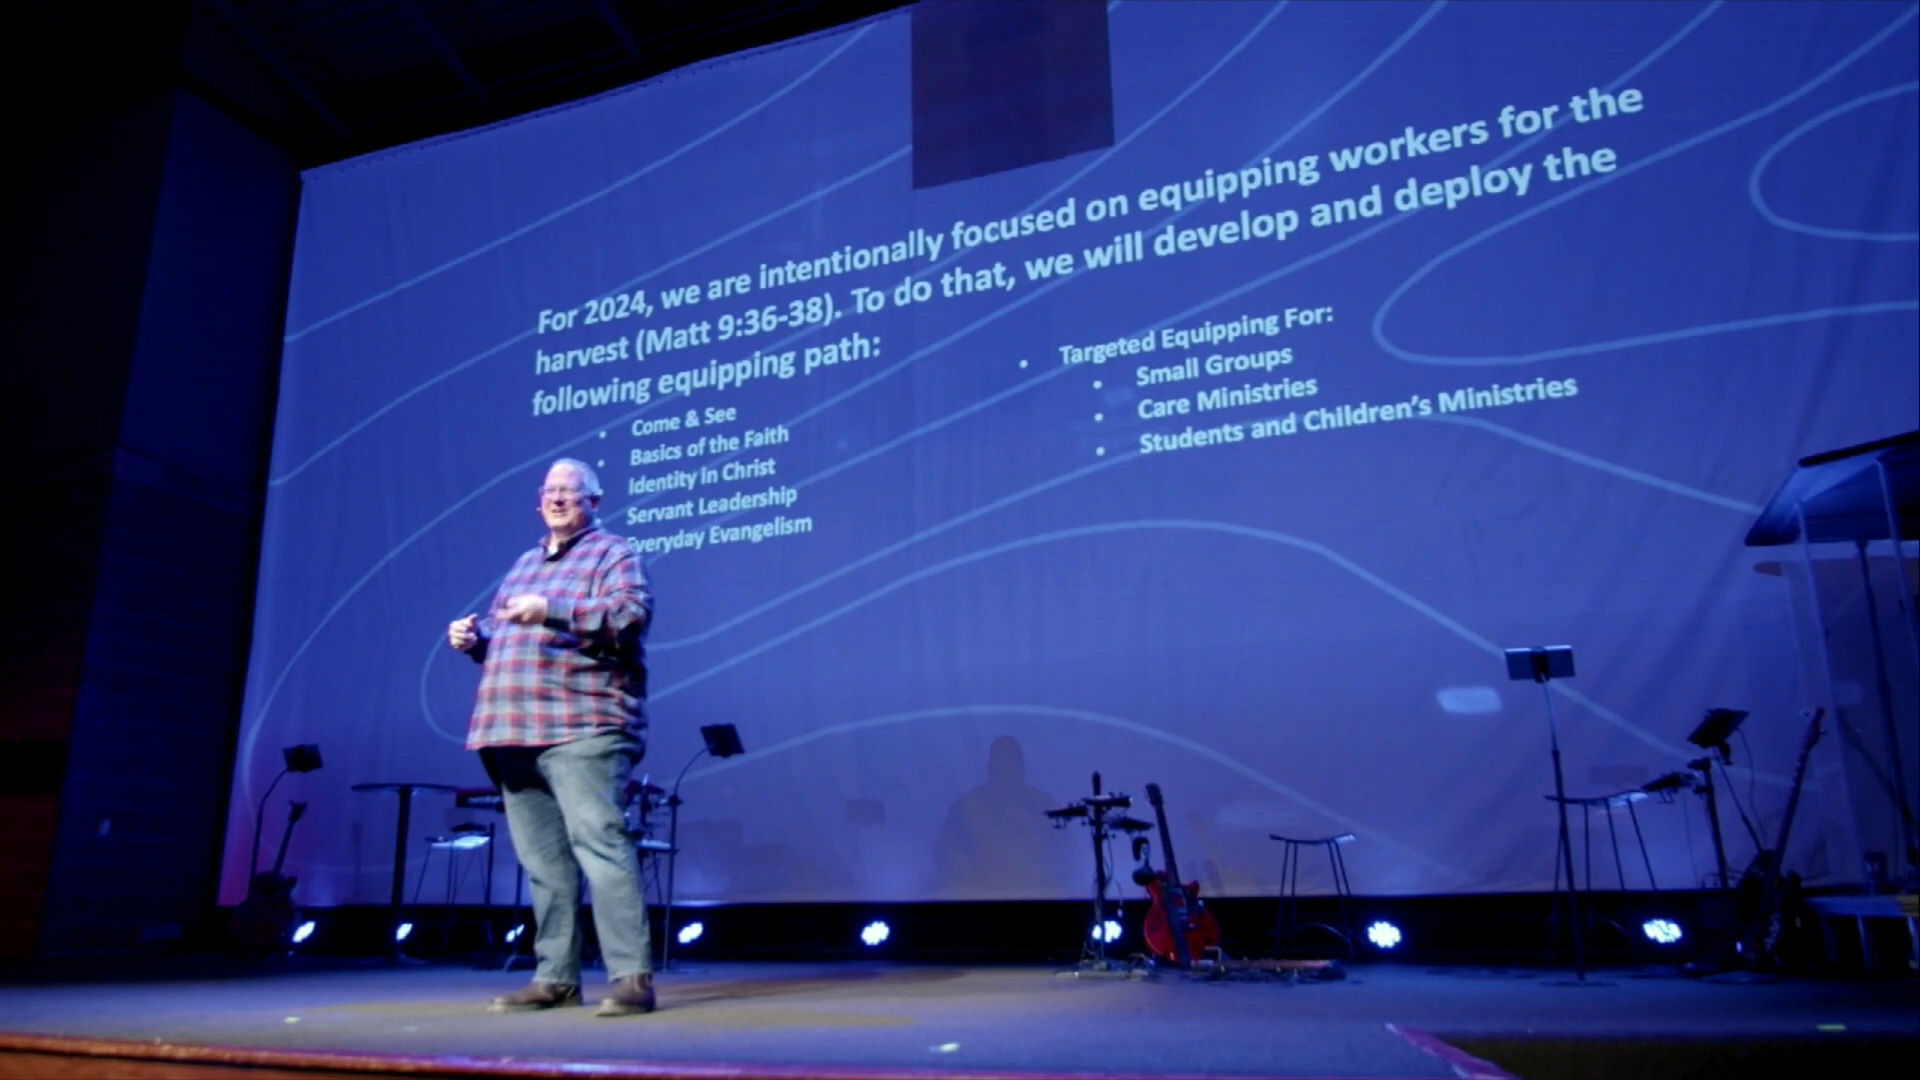 For 2024, we are intentionally focused on equipping workers for the
harvest (Matt 9:36-38). To do that, we will develop and deploy the
following equipping path:
• Come & See
• Basics of the Faith
Identity in Christ
Servant Leadership
Everyday Evangelism
• Targeted Equipping For:
• Small Groups
• Care Ministries
• Students and Children's Ministries